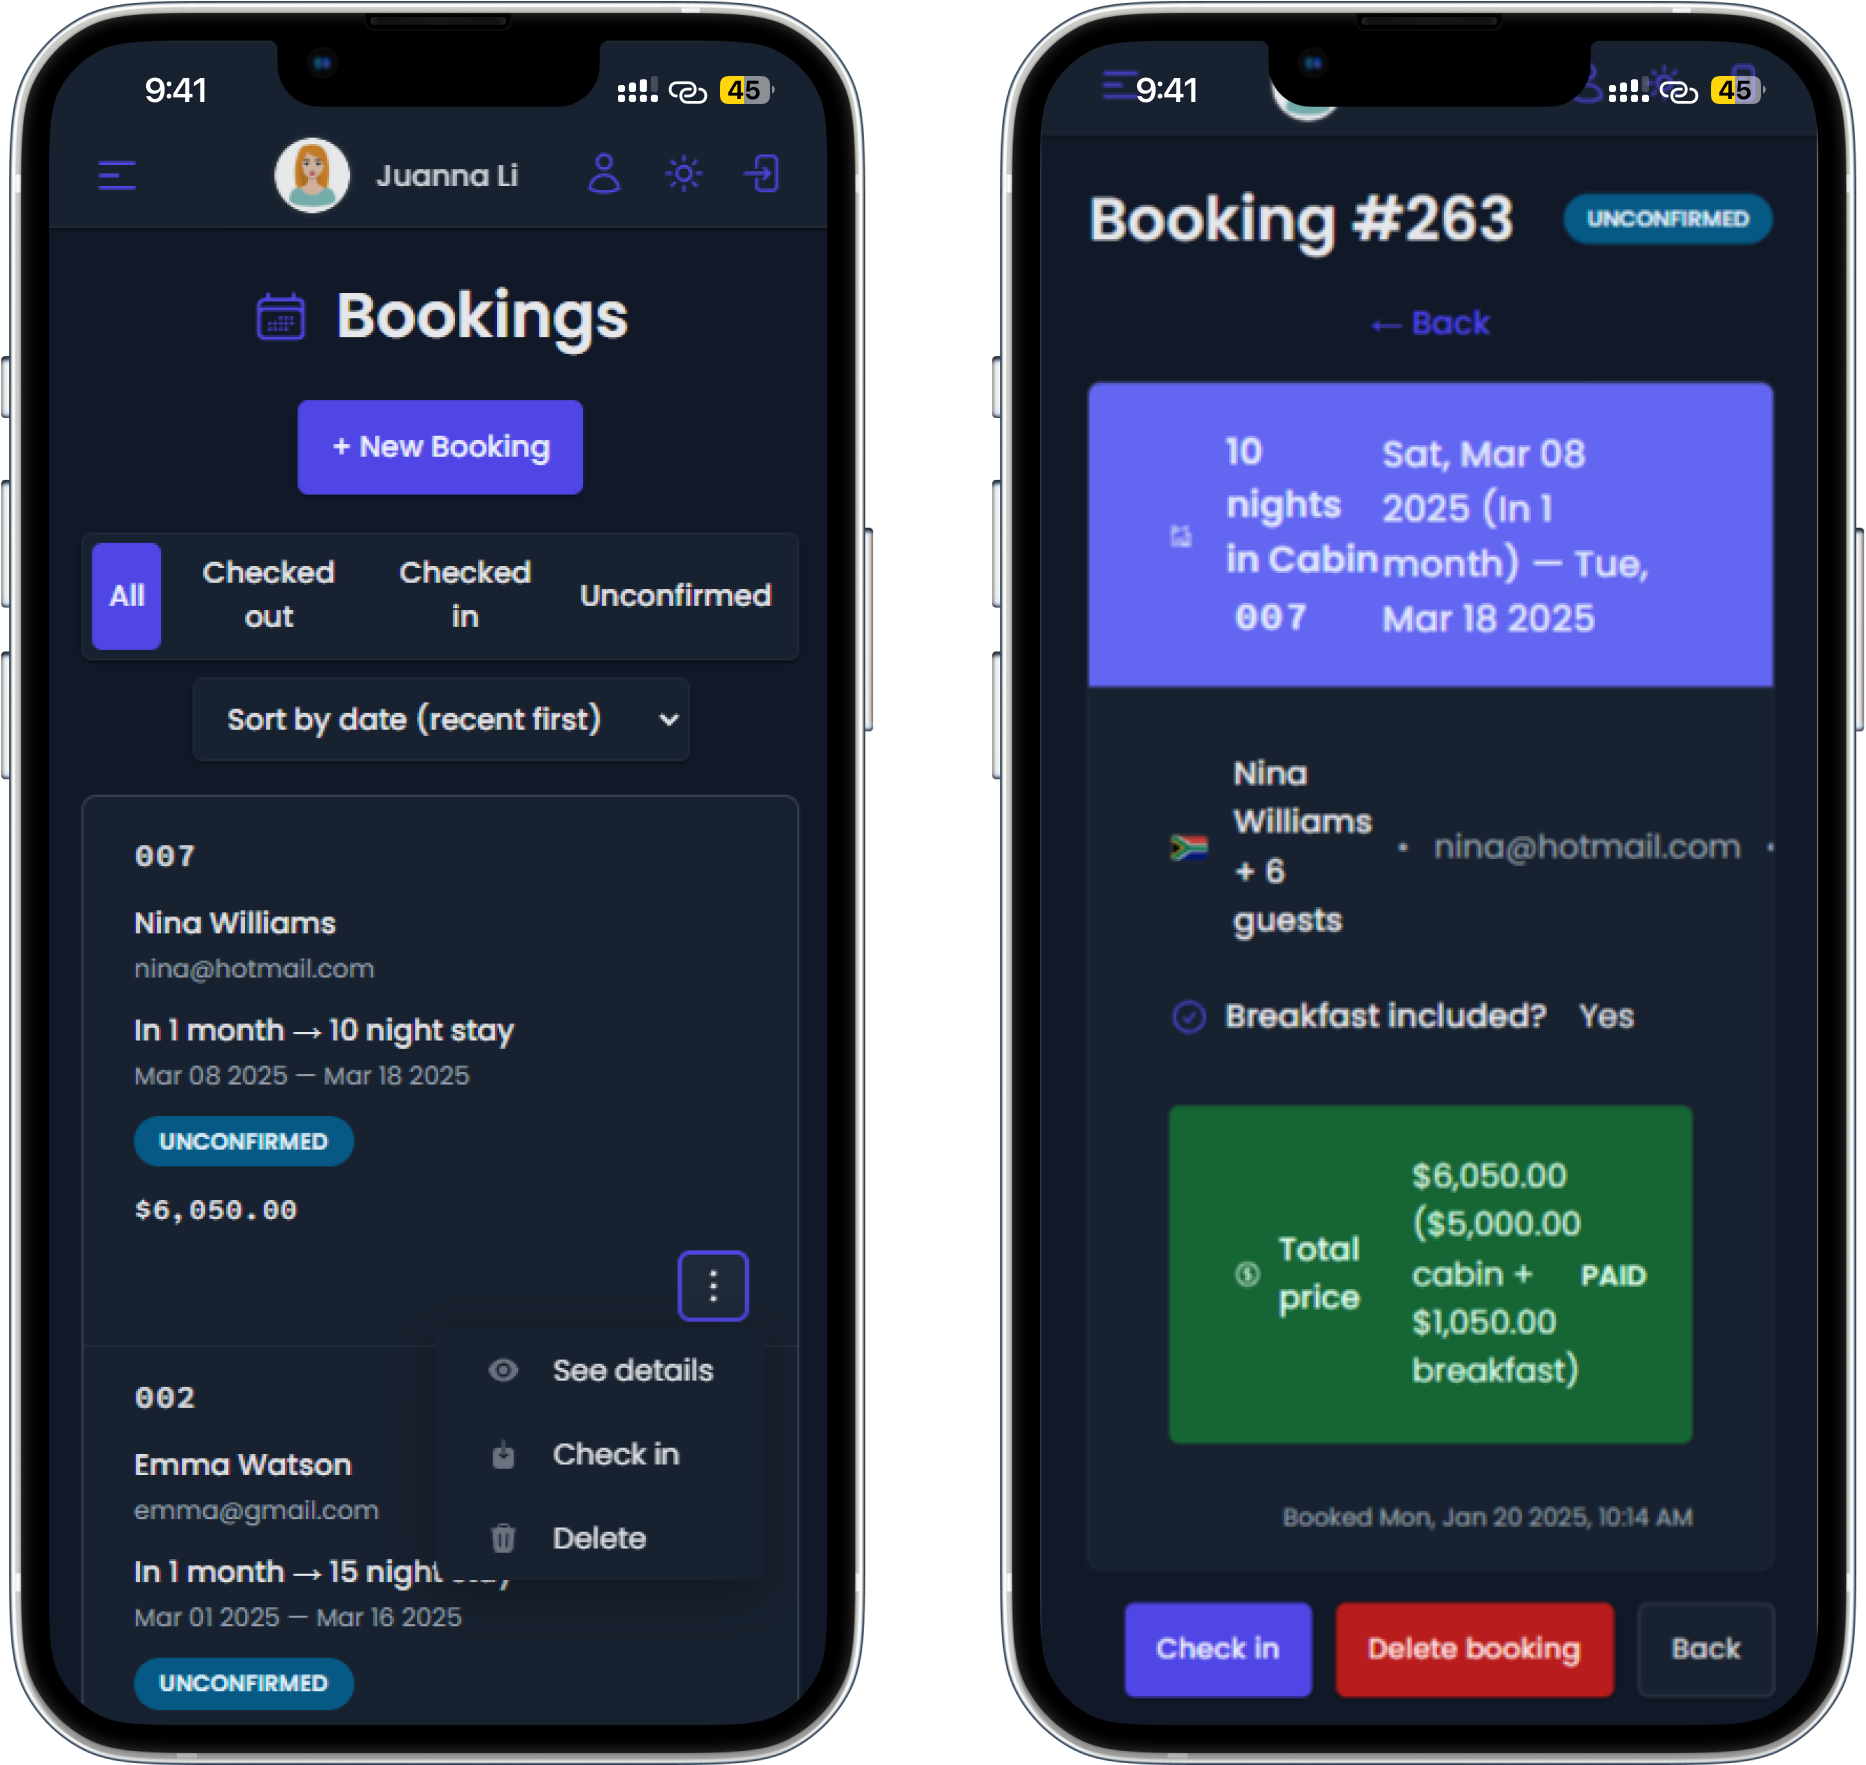 9:41
45
Juanna Li
Bookings
+ New Booking
All
Checked
out
Checked
in
Unconfirmed
Sort by date (recent first)
007
Nina Williams
nina@hotmail.com
In 1 month → 10 night stay
Mar 08 2025 — Mar 18 2025
UNCONFIRMED
$6,050.00
See details
Check in
Delete
002
Emma Watson
emma@gmail.com
In 1 month → 15 night
Mar 01 2025 — Mar 16 2025
UNCONFIRMED
9:41
45
Booking #263
UNCONFIRMED
← Back
10
nights
in Cabin
007
Sat, Mar 08
2025 (In 1
month) — Tue,
Mar 18 2025
Nina
Williams
+ 6
guests
• nina@hotmail.com •
Breakfast included? Yes
Total
price
$6,050.00
($5,000.00
cabin +
$1,050.00
breakfast)
PAID
Booked Mon, Jan 20 2025, 10:14 AM
Check in
Delete booking
Back